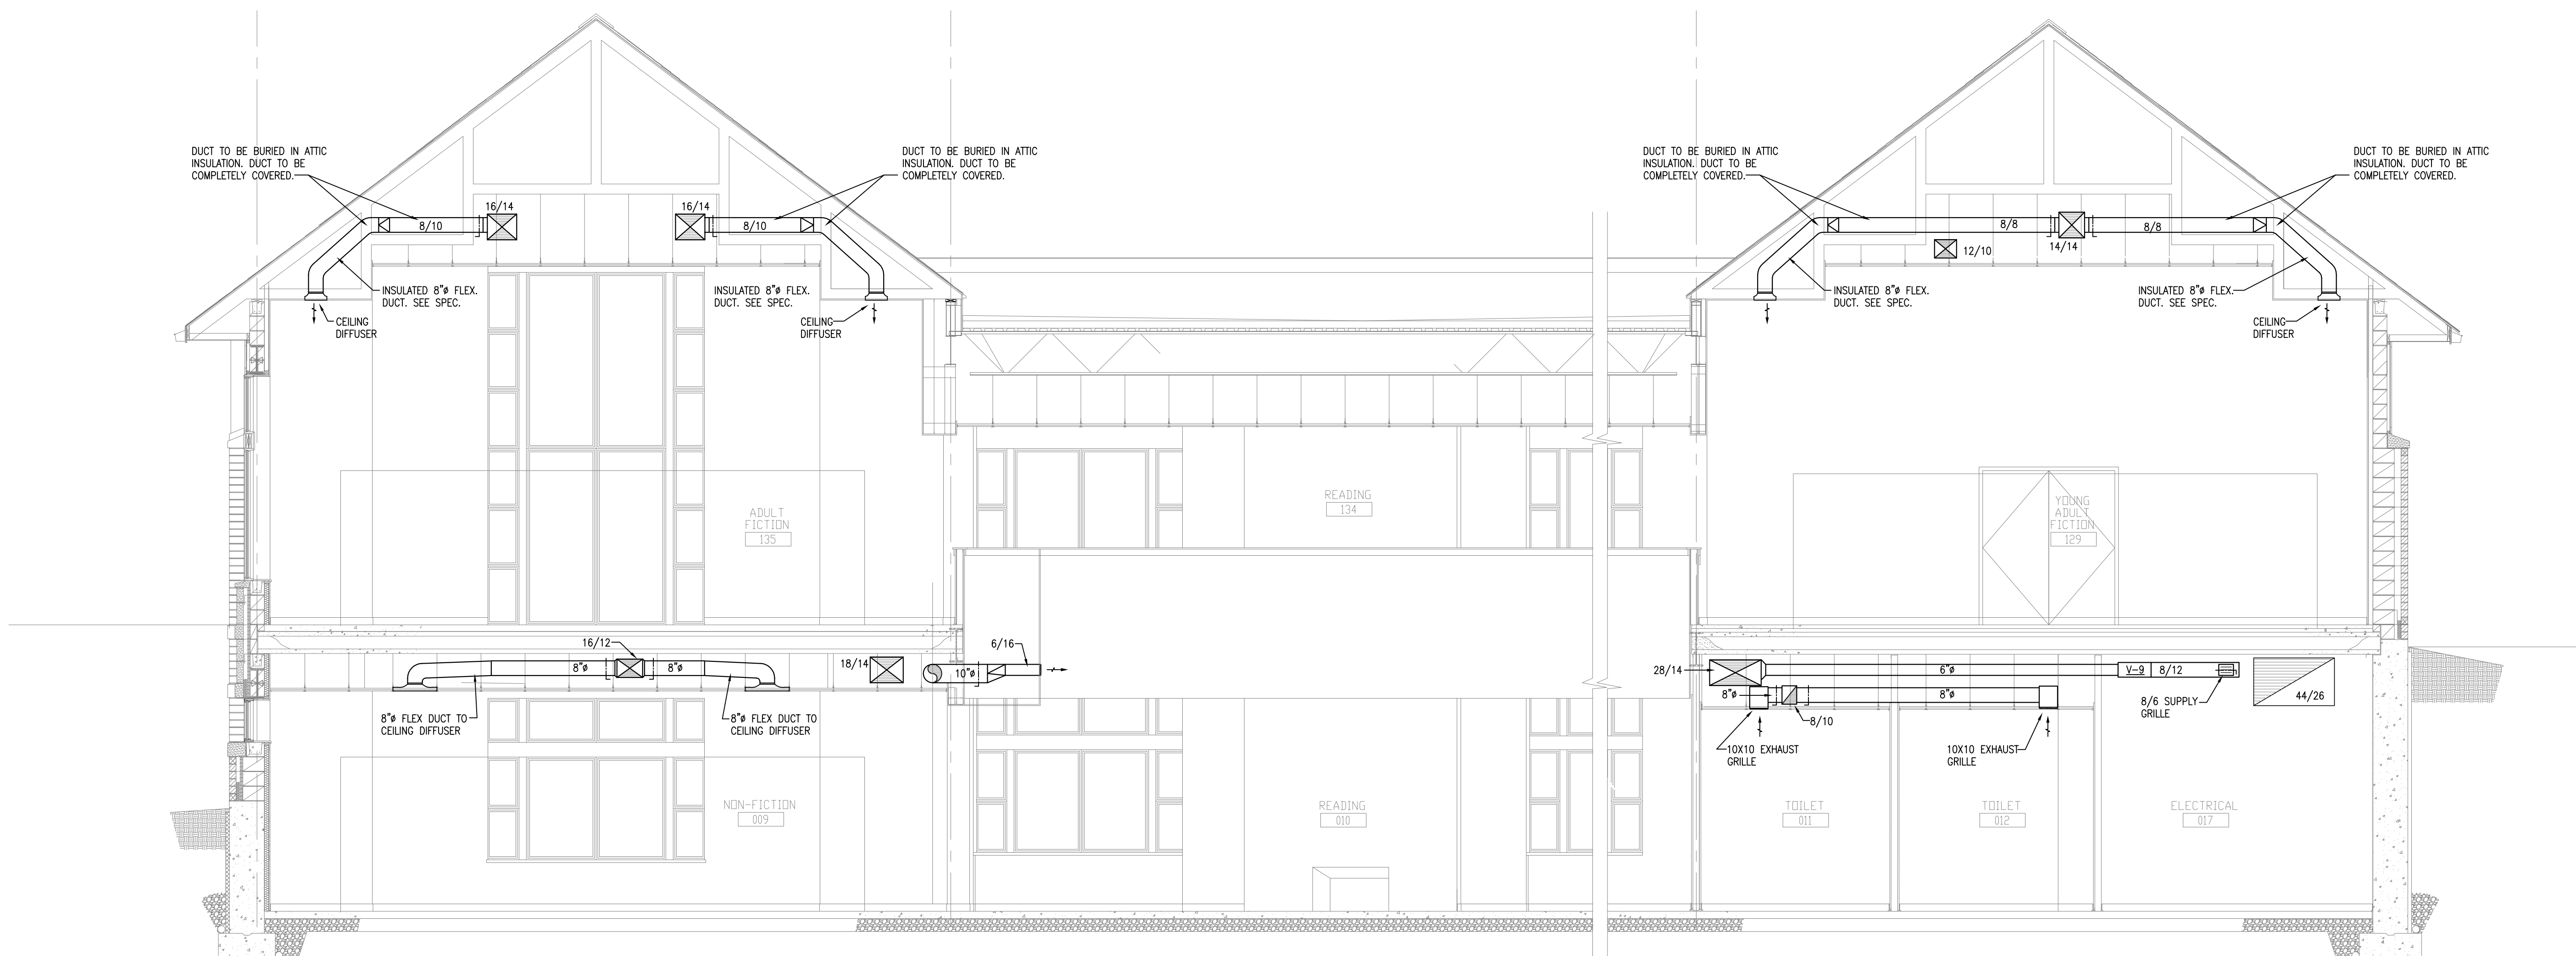 DUCT TO BE BURIED IN ATTIC
INSULATION. DUCT TO BE
COMPLETELY COVERED.
DUCT TO BE BURIED IN ATTIC
INSULATION. DUCT TO BE
COMPLETELY COVERED.
DUCT TO BE BURIED IN ATTIC
INSULATION. DUCT TO BE
COMPLETELY COVERED.
DUCT TO BE BURIED IN ATTIC
INSULATION. DUCT TO BE
COMPLETELY COVERED.
16/14
16/14
8/10
8/10
8/8
8/8
14/14
12/10
INSULATED 8"ø FLEX.
DUCT. SEE SPEC.
INSULATED 8"ø FLEX.
DUCT. SEE SPEC.
INSULATED 8"ø FLEX.
DUCT. SEE SPEC.
INSULATED 8"ø FLEX.
DUCT. SEE SPEC.
CEILING
DIFFUSER
CEILING
DIFFUSER
CEILING
DIFFUSER
ADULT
FICTION
135
READING
134
YOUNG
ADULT
FICTION
129
16/12
8"ø
8"ø
18/14
10"ø
6/16
28/14
6"ø
V-9
8/12
44/26
8"ø
8"ø
8/10
8/6 SUPPLY
GRILLE
8"ø FLEX DUCT TO
CEILING DIFFUSER
8"ø FLEX DUCT TO
CEILING DIFFUSER
10X10 EXHAUST
GRILLE
10X10 EXHAUST
GRILLE
NON-FICTION
009
READING
010
TOILET
011
TOILET
012
ELECTRICAL
017